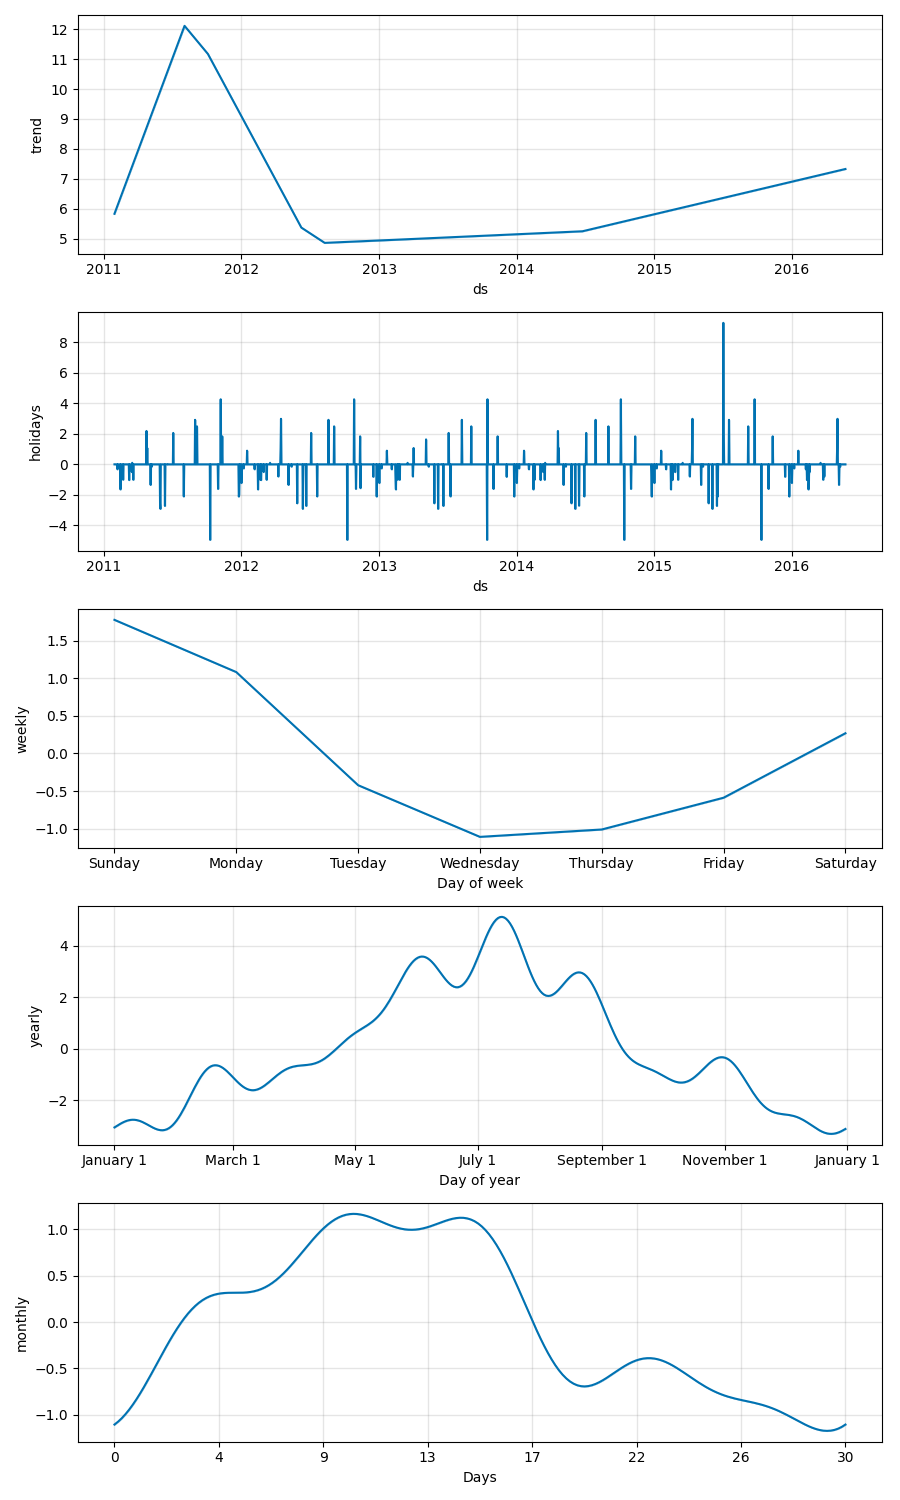 12
11
10
9
8
7
6
5
trend
2011 2012 2013 2014 2015 2016
ds
8
6
4
2
0
−2
−4
holidays
2011 2012 2013 2014 2015 2016
ds
1.5
1.0
0.5
0.0
−0.5
−1.0
weekly
Sunday Monday Tuesday Wednesday Thursday Friday Saturday
Day of week
4
2
0
−2
yearly
January 1 March 1 May 1 July 1 September 1 November 1 January 1
Day of year
1.0
0.5
0.0
−0.5
−1.0
monthly
0 4 9 13 17 22 26 30
Days